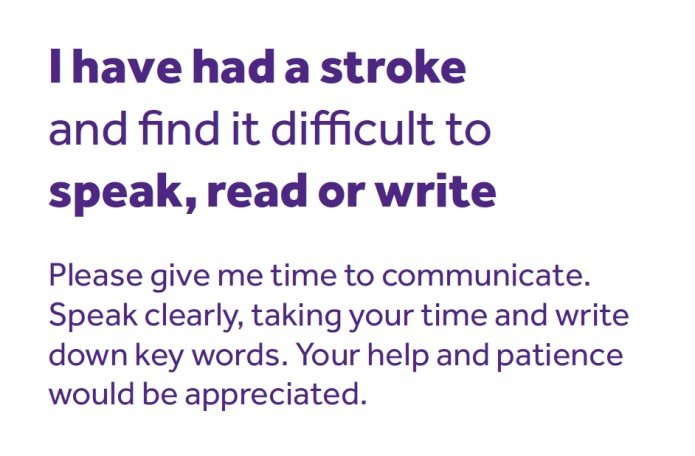 I have had a stroke
and find it difficult to
speak, read or write
Please give me time to communicate.
Speak clearly, taking your time and write
down key words. Your help and patience
would be appreciated.